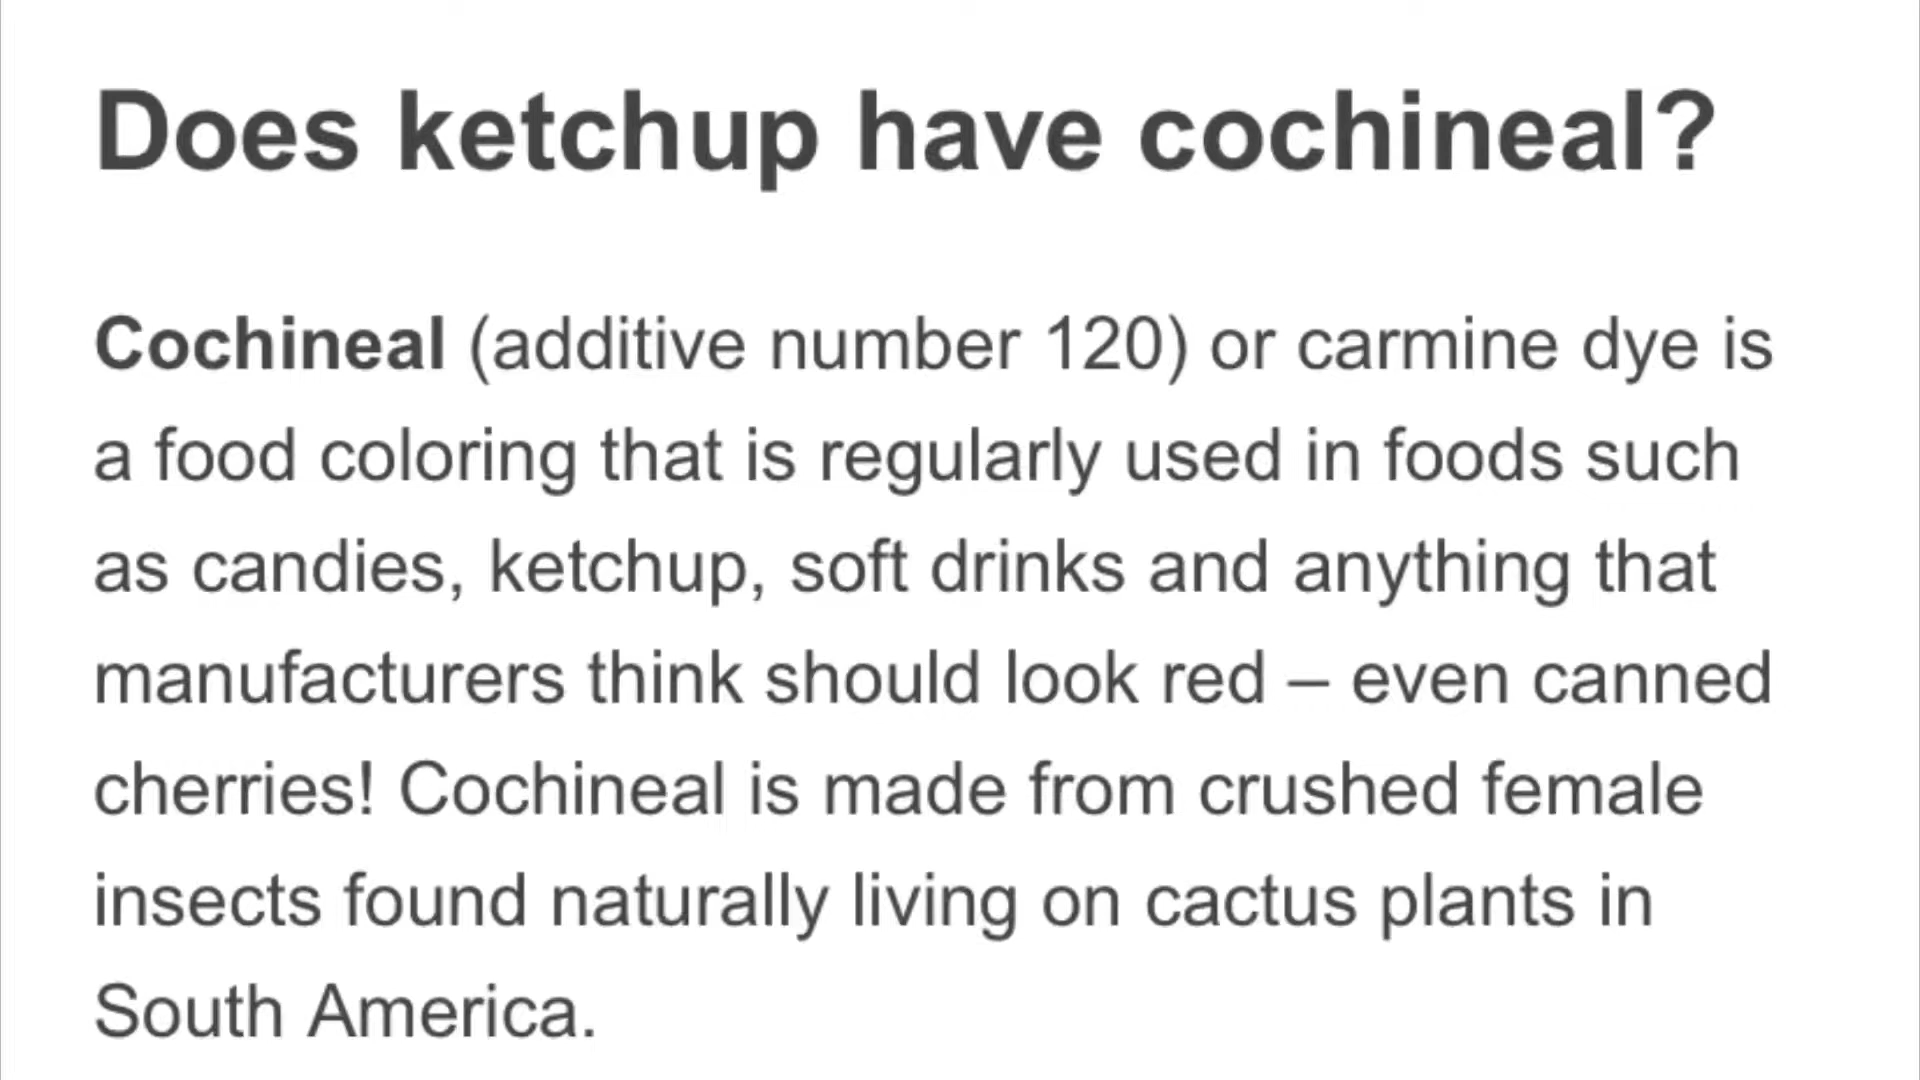 Does ketchup have cochineal?
Cochineal (additive number 120) or carmine dye is
a food coloring that is regularly used in foods such
as candies, ketchup, soft drinks and anything that
manufacturers think should look red – even canned
cherries! Cochineal is made from crushed female
insects found naturally living on cactus plants in
South America.